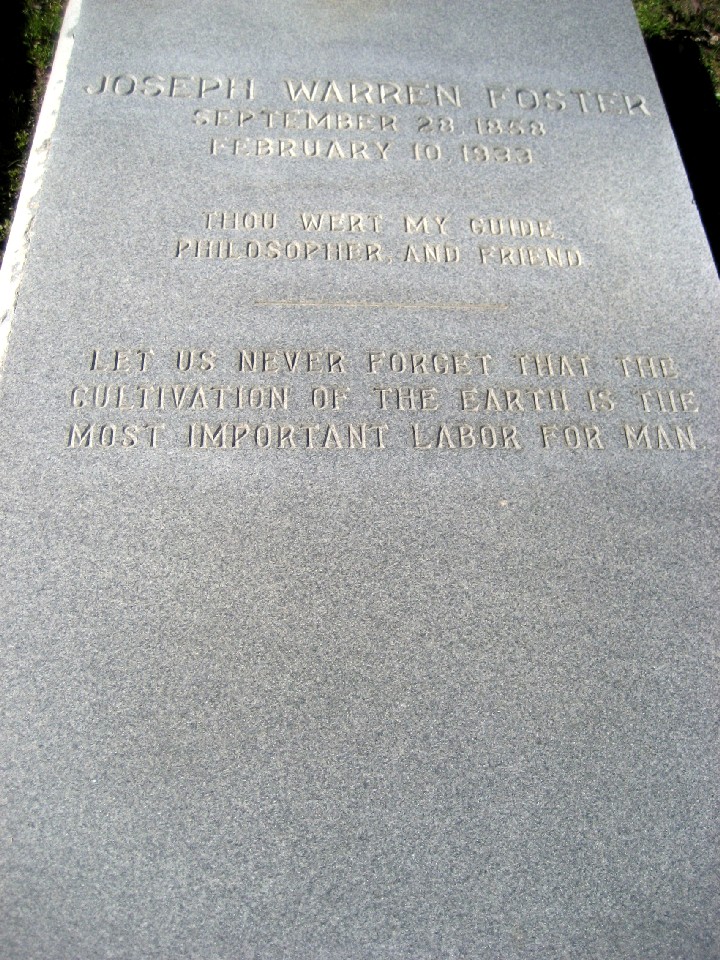 JOSEPH WARREN FOSTER
SEPTEMBER 28, 1858
FEBRUARY 10, 1933
THOU WERT MY GUIDE,
PHILOSOPHER, AND FRIEND
LET US NEVER FORGET THAT THE
CULTIVATION OF THE EARTH IS THE
MOST IMPORTANT LABOR FOR MAN